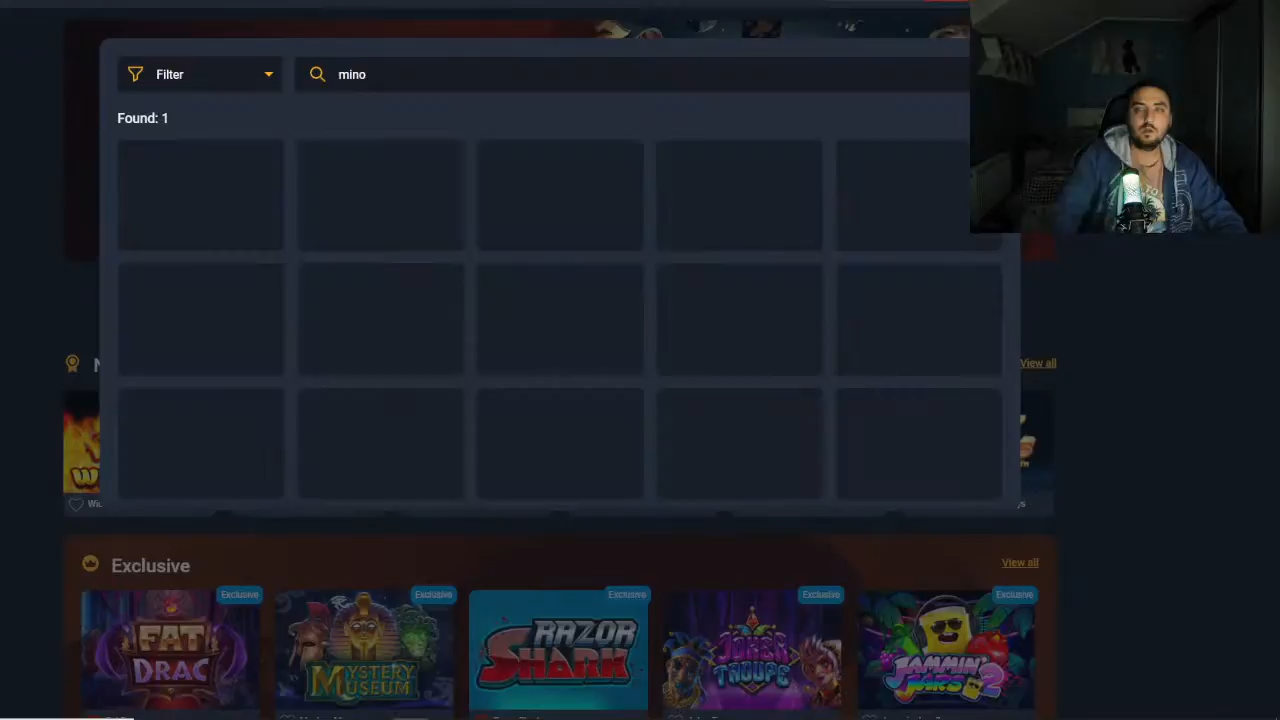 Filter
mino
Found: 1
View all
Exclusive
View all
Exclusive
Exclusive
Exclusive
Exclusive
Exclusive
FAT
DRAC
MYSTERY
MUSEUM
RAZOR
SHARK
JOKER
TROUPE
JAMMIN'
JARS 2